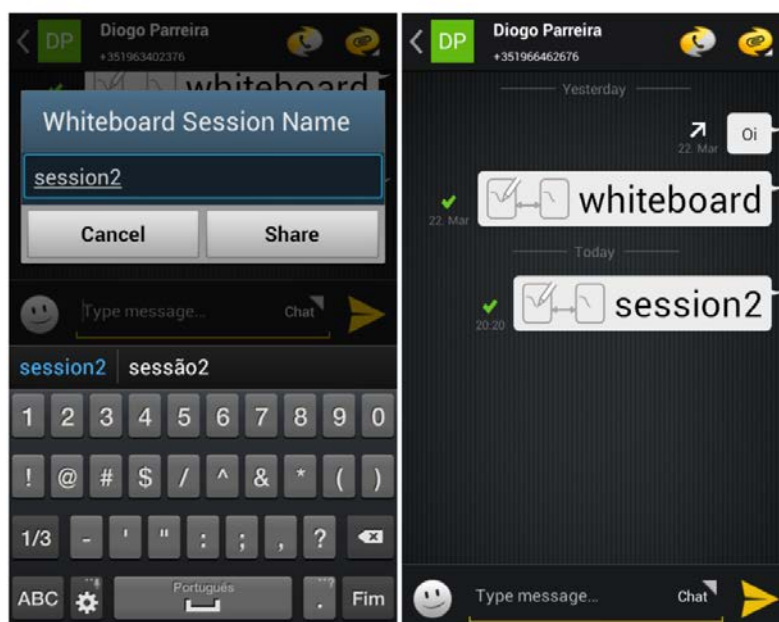 DP
Diogo Parreira
+351963402376
whiteboard
Whiteboard Session Name
session2
Cancel
Share
Type message...
Chat
session2
sessão2
1 2 3 4 5 6 7 8 9 0
! @ # $ / ^ & * ( )
1/3 - ' " : ; , ?
ABC Português . Fim
DP
Diogo Parreira
+351966462676
Yesterday
Oi
22. Mar
whiteboard
22. Mar
Today
session2
20:20
Type message...
Chat